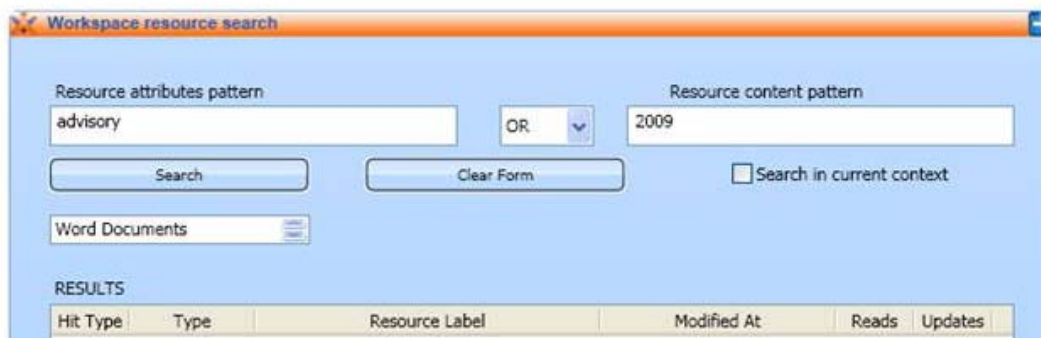 Workspace resource search
Resource attributes pattern Resource content pattern
advisory OR 2009
Search Clear Form Search in current context
Word Documents
RESULTS
Hit Type Type Resource Label Modified At Reads Updates